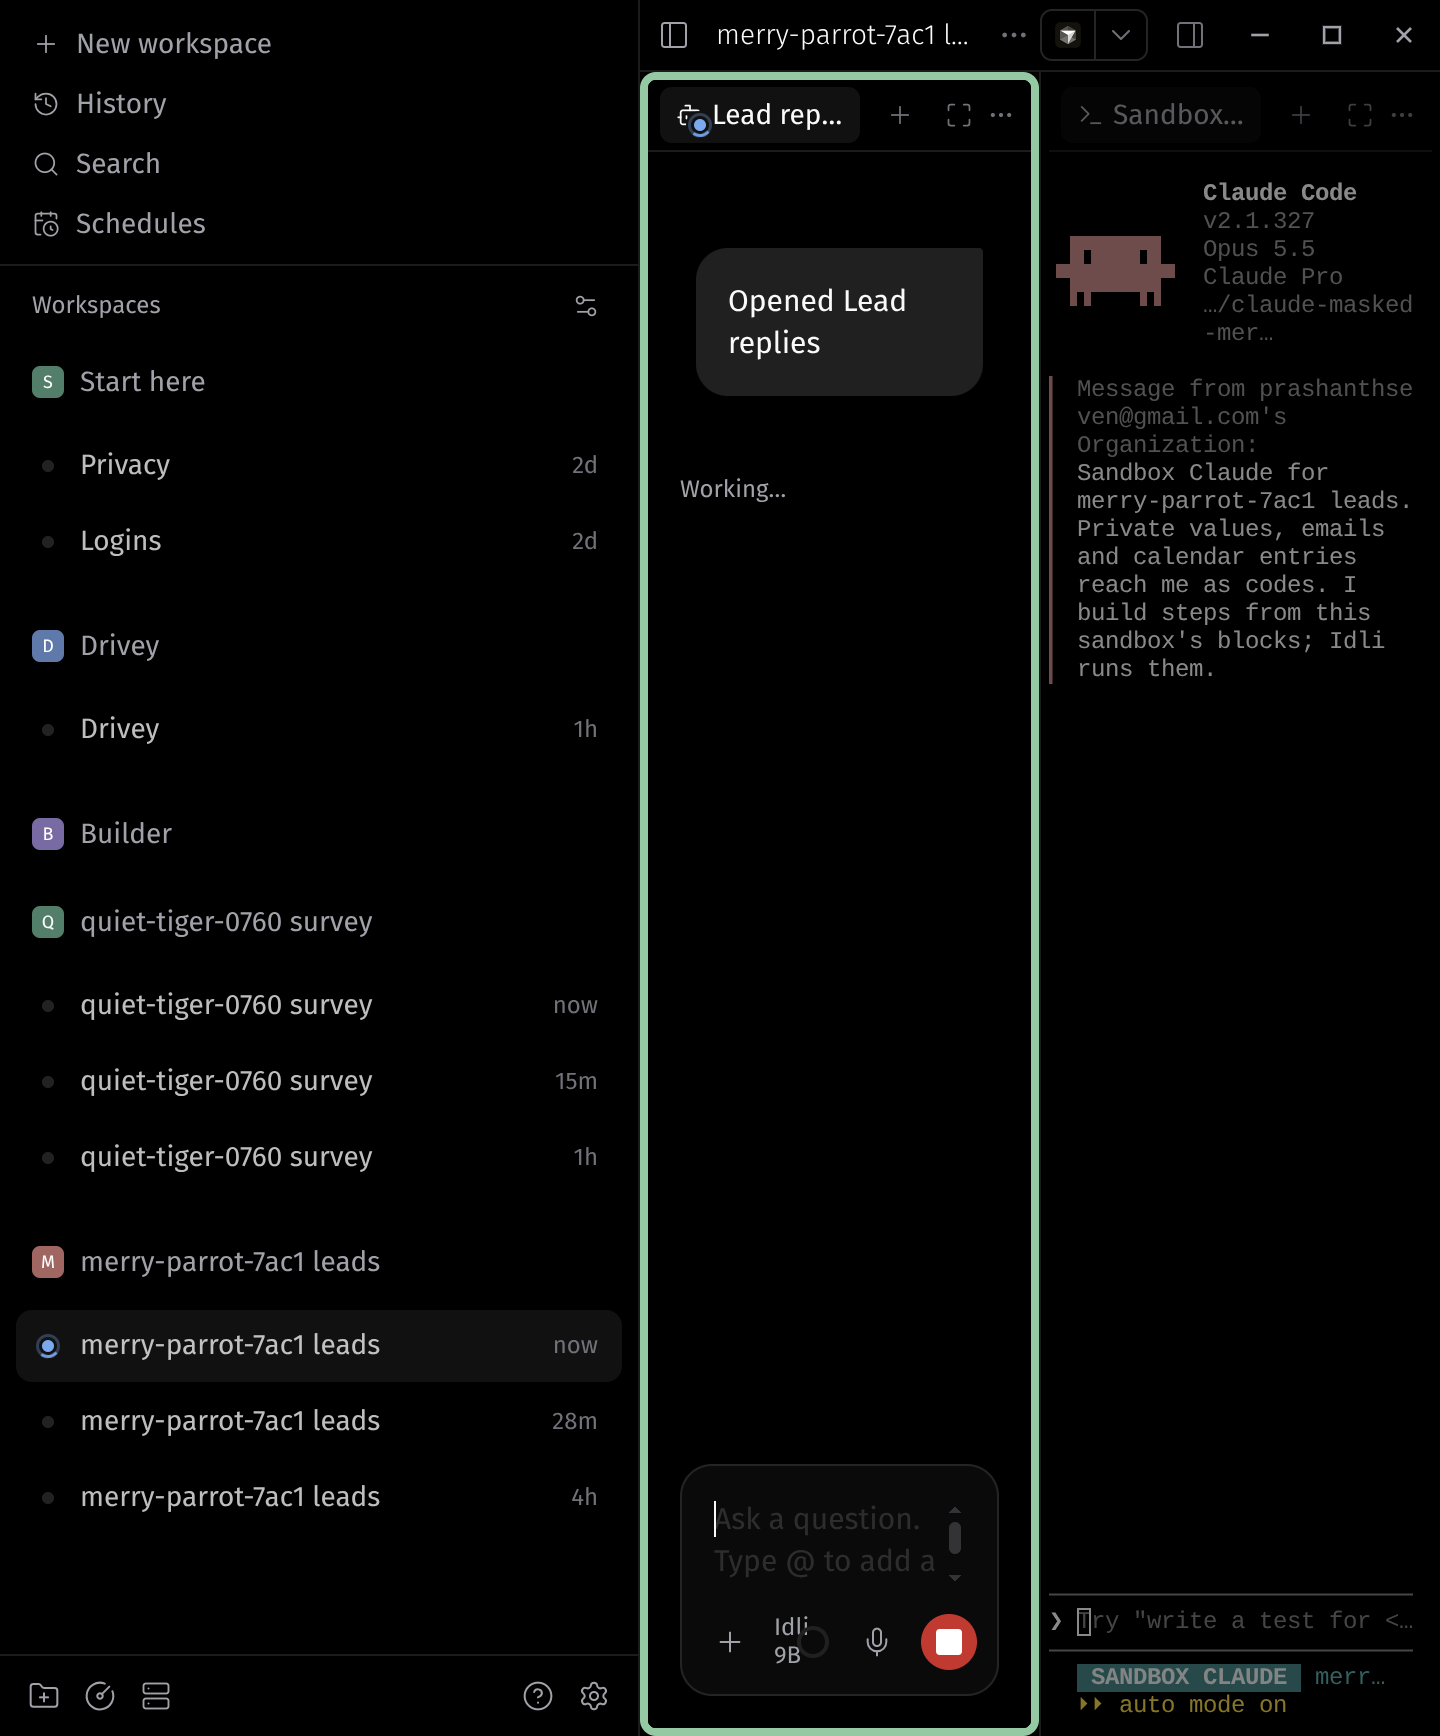 New workspace
History
Search
Schedules
Workspaces
S Start here
Privacy 2d
Logins 2d
D Drivey
Drivey 1h
B Builder
Q quiet-tiger-0760 survey
quiet-tiger-0760 survey now
quiet-tiger-0760 survey 15m
quiet-tiger-0760 survey 1h
M merry-parrot-7ac1 leads
merry-parrot-7ac1 leads now
merry-parrot-7ac1 leads 28m
merry-parrot-7ac1 leads 4h
merry-parrot-7ac1 l...
Lead rep...
Opened Lead
replies
Working...
Ask a question.
Type @ to add a
Idli
9B
Sandbox...
Claude Code
v2.1.327
Opus 5.5
Claude Pro
…/claude-masked
-mer…
Message from prashanthse
ven@gmail.com's
Organization:
Sandbox Claude for
merry-parrot-7ac1 leads.
Private values, emails
and calendar entries
reach me as codes. I
build steps from this
sandbox's blocks; Idli
runs them.
❯ Try "write a test for <…
SANDBOX CLAUDE merr…
⏵⏵ auto mode on